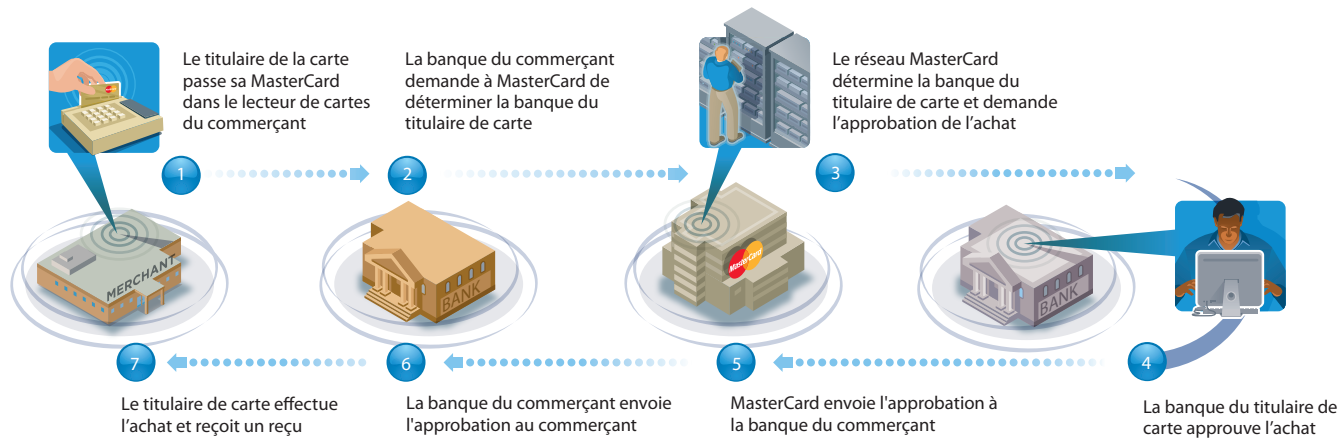 Le titulaire de la carte
passe sa MasterCard
dans le lecteur de cartes
du commerçant
La banque du commerçant
demande à MasterCard de
déterminer la banque du
titulaire de carte
Le réseau MasterCard
détermine la banque du
titulaire de carte et demande
l’approbation de l’achat
1
2
3
MERCHANT
BANK
MasterCard
BANK
7
6
5
4
Le titulaire de carte effectue
l’achat et reçoit un reçu
La banque du commerçant envoie
l'approbation au commerçant
MasterCard envoie l'approbation à
la banque du commerçant
La banque du titulaire de
carte approuve l’achat